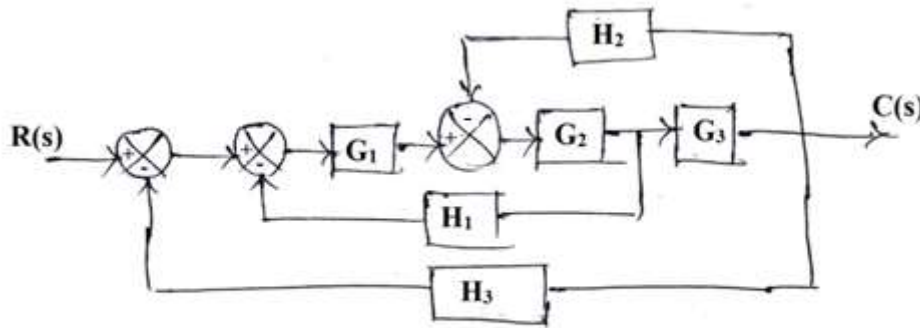 H₂
R(s) + - + - G₁ + - G₂ G₃ C(s)
H₁
H₃